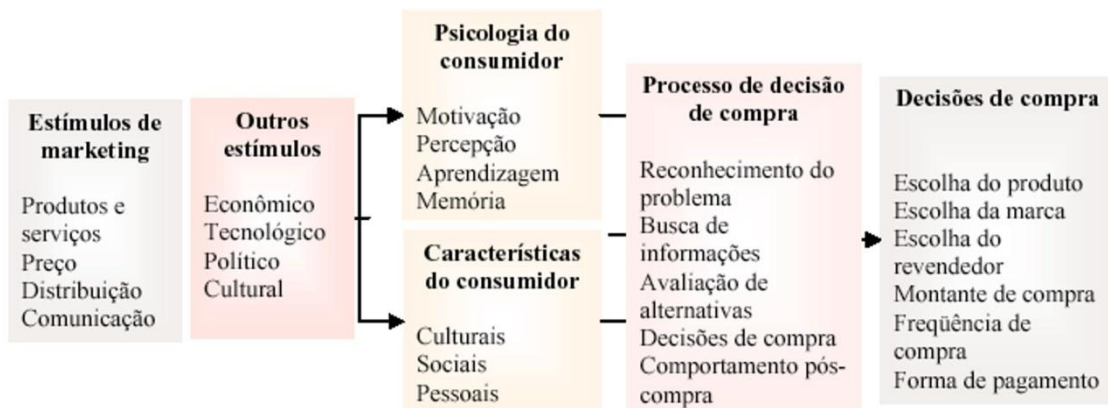 Estímulos de
marketing
Produtos e
serviços
Preço
Distribuição
Comunicação
Outros
estímulos
Econômico
Tecnológico
Político
Cultural
Psicologia do
consumidor
Motivação
Percepção
Aprendizagem
Memória
Características
do consumidor
Culturais
Sociais
Pessoais
Processo de decisão
de compra
Reconhecimento do
problema
Busca de
informações
Avaliação de
alternativas
Decisões de compra
Comportamento pós-
compra
Decisões de compra
Escolha do produto
Escolha da marca
Escolha do
revendedor
Montante de compra
Freqüência de
compra
Forma de pagamento